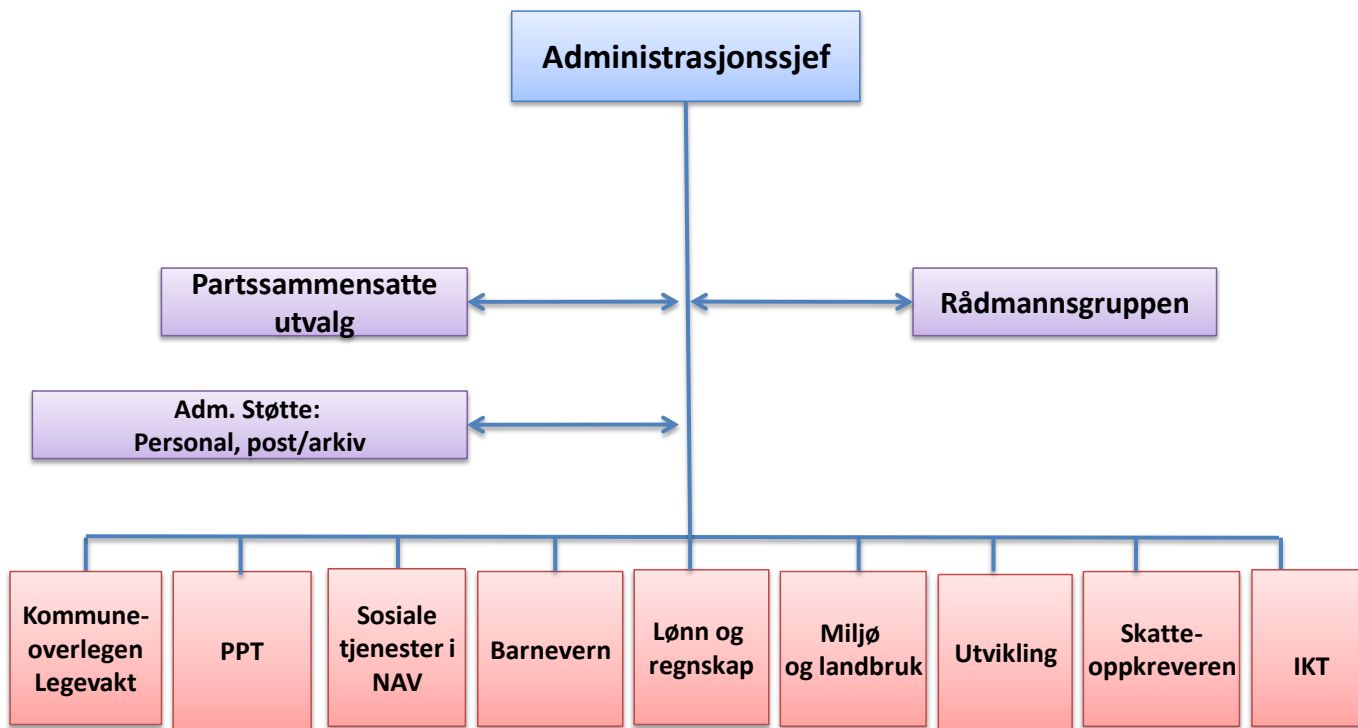 Administrasjonssjef
Partssammensatte
utvalg
Rådmannsgruppen
Adm. Støtte:
Personal, post/arkiv
Kommune-
overlegen
Legevakt
PPT
Sosiale
tjenester i
NAV
Barnevern
Lønn og
regnskap
Miljø
og landbruk
Utvikling
Skatte-
oppkreveren
IKT